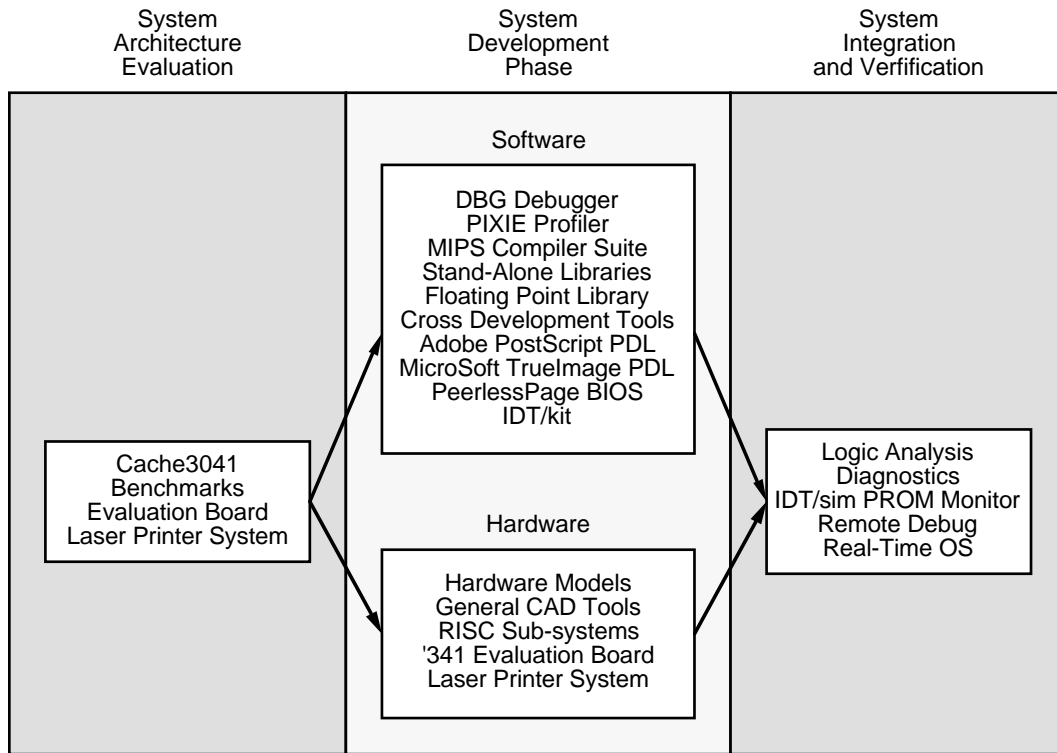 System
Architecture
Evaluation
System
Development
Phase
System
Integration
and Verfification
Software
DBG Debugger
PIXIE Profiler
MIPS Compiler Suite
Stand-Alone Libraries
Floating Point Library
Cross Development Tools
Adobe PostScript PDL
MicroSoft TrueImage PDL
PeerlessPage BIOS
IDT/kit
Cache3041
Benchmarks
Evaluation Board
Laser Printer System
Hardware
Hardware Models
General CAD Tools
RISC Sub-systems
'341 Evaluation Board
Laser Printer System
Logic Analysis
Diagnostics
IDT/sim PROM Monitor
Remote Debug
Real-Time OS